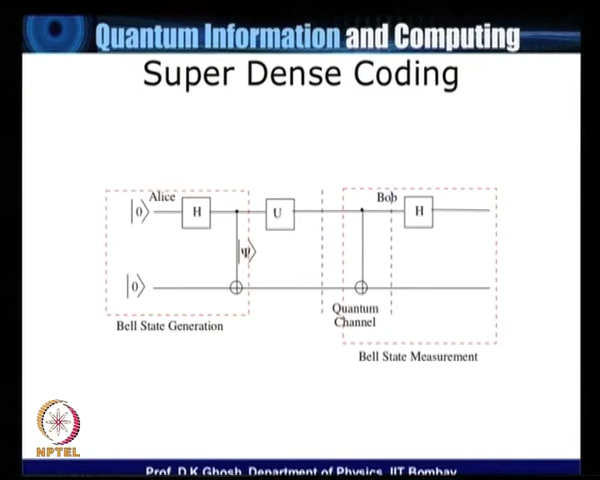 Quantum Information and Computing
Super Dense Coding
Alice
Bob
|0⟩ H U H
|Ψ⟩
|0⟩
Quantum
Channel
Bell State Generation
Bell State Measurement
NPTEL
Prof. D.K Ghosh, Department of Physics, IIT Bombay